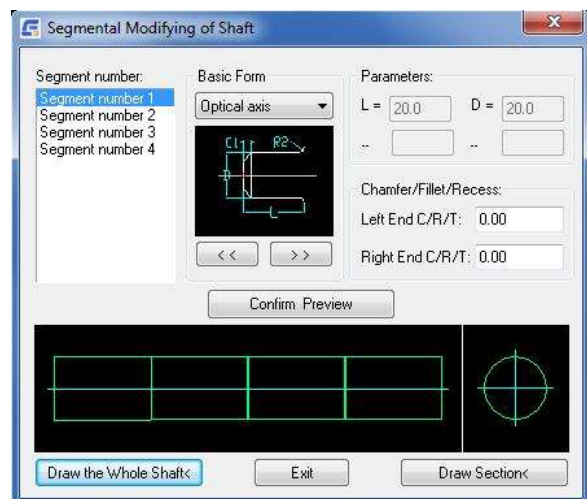 Segmental Modifying of Shaft
Segment number:
Segment number 1
Segment number 2
Segment number 3
Segment number 4
Basic Form
Optical axis
C1
R2
D
L
<< >>
Parameters:
L = 20.0 D = 20.0
.. ..
Chamfer/Fillet/Recess:
Left End C/R/T: 0.00
Right End C/R/T: 0.00
Confirm Preview
Draw the Whole Shaft<
Exit
Draw Section<